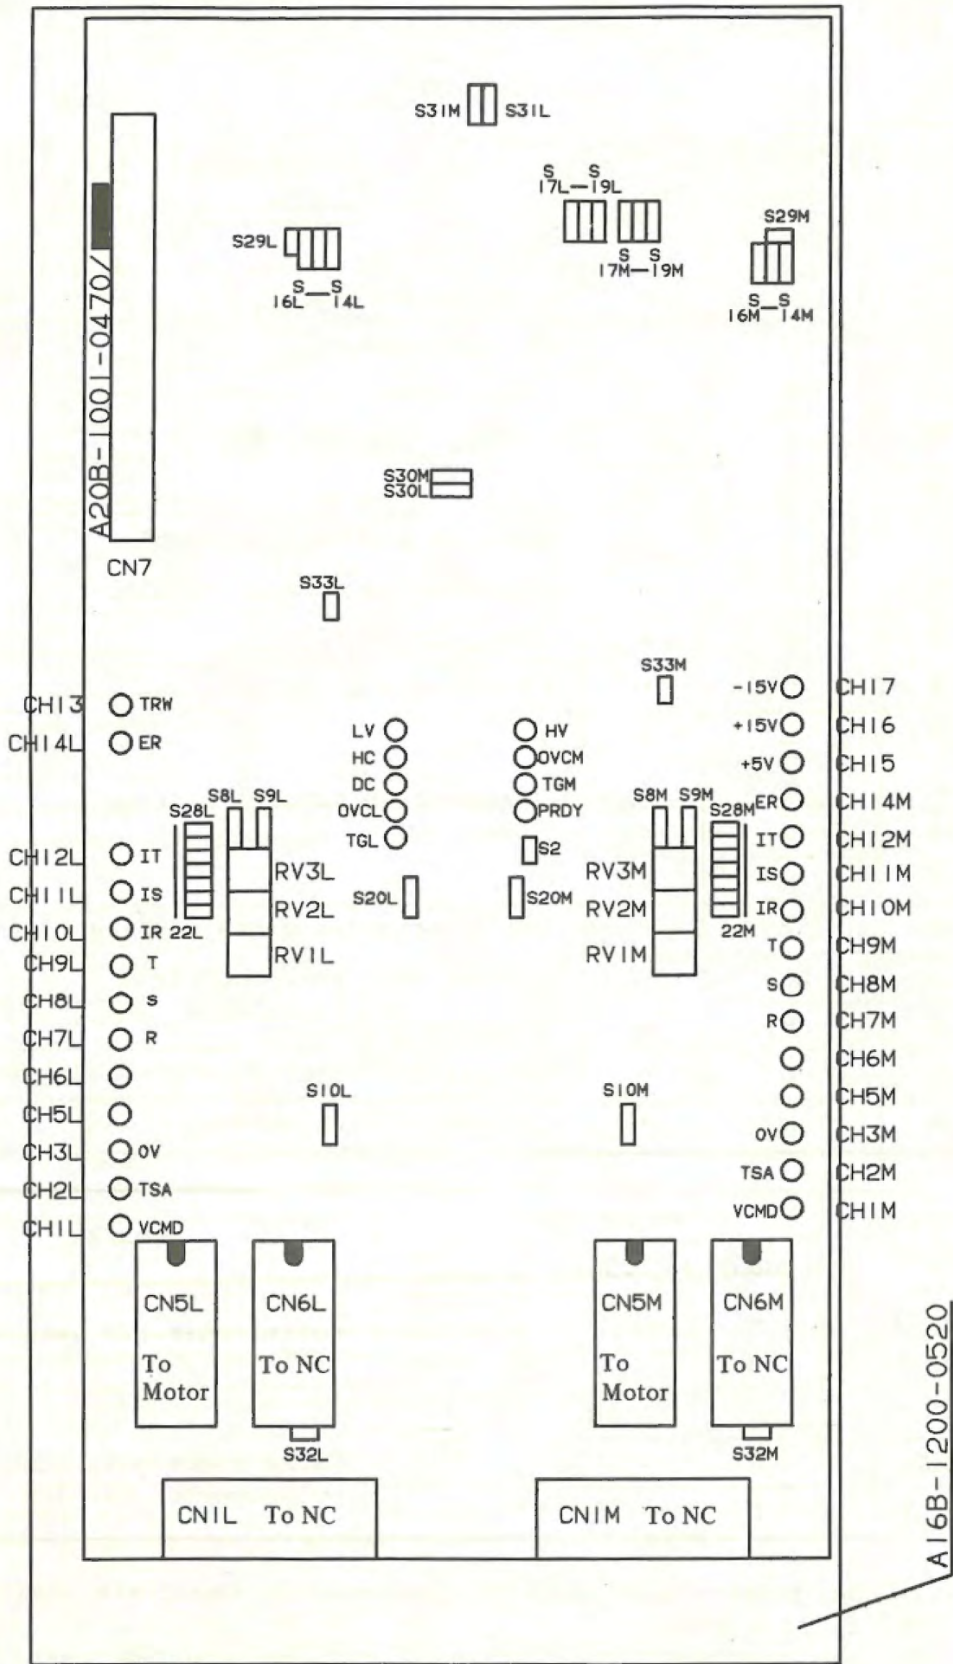 S31M S31L
S S
17L—19L
S29L
S29M
S S
17M—19M
S S
16L—14L
S S
16M—14M
A20B-1001-0470/
S30M
S30L
CN7
S33L
S33M
-15V CH17
CH13 TRW
LV HV
+15V CH16
CH14L ER
HC OVCM
+5V CH15
DC TGM
ER CH14M
S8L S9L
S8M S9M
S28L
S28M
OVCL PRDY
TGL
IT CH12M
CH12L IT
S2
RV3L
RV3M
IS CH11M
CH11L IS
S20L
S20M
RV2L
RV2M
IR CH10M
CH10L IR
22L
22M
RV1L
RV1M
T CH9M
CH9L T
S CH8M
CH8L S
R CH7M
CH7L R
CH6M
CH6L
S10L
S10M
CH5M
CH5L
0V CH3M
CH3L 0V
TSA CH2M
CH2L TSA
VCMD CH1M
CH1L VCMD
CN5L
To
Motor
CN6L
To NC
CN5M
To
Motor
CN6M
To NC
S32L
S32M
CN1L To NC
CN1M To NC
A16B-1200-0520